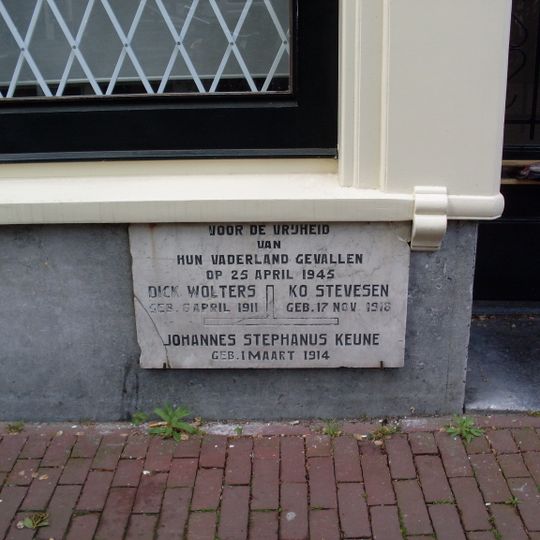 VOOR DE VRIJHEID
VAN
HUN VADERLAND GEVALLEN
OP 25 APRIL 1945
DICK WOLTERS KO STEVESEN
GEB. 6 APRIL 1911 GEB. 17 NOV. 1918
JOHANNES STEPHANUS KEUNE
GEB. 1 MAART 1914